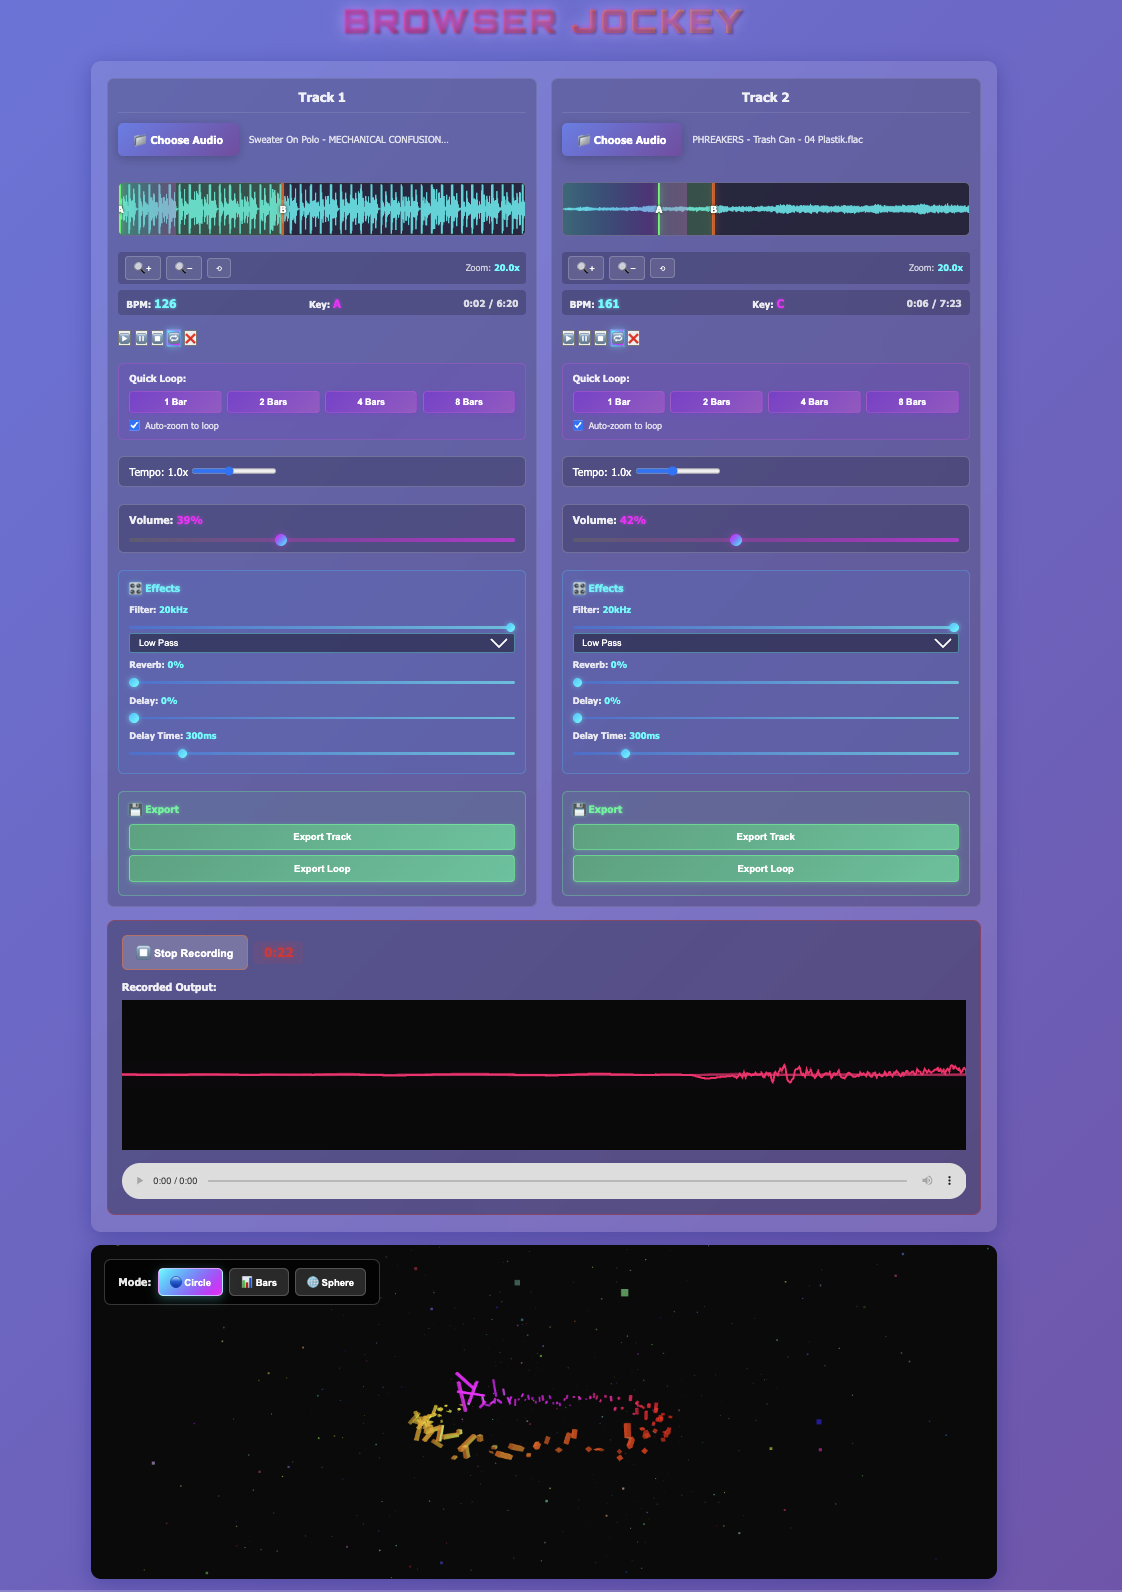 BROWSER JOCKEY
Track 1
Choose Audio
Sweater On Polo - MECHANICAL CONFUSION...
A
B
+
-
Zoom: 20.0x
BPM: 126
Key: A
0:02 / 6:20
Quick Loop:
1 Bar
2 Bars
4 Bars
8 Bars
Auto-zoom to loop
Tempo: 1.0x
Volume: 39%
Effects
Filter: 20kHz
Low Pass
Reverb: 0%
Delay: 0%
Delay Time: 300ms
Export
Export Track
Export Loop
Track 2
Choose Audio
PHREAKERS - Trash Can - 04 Plastik.flac
A
B
+
-
Zoom: 20.0x
BPM: 161
Key: C
0:06 / 7:23
Quick Loop:
1 Bar
2 Bars
4 Bars
8 Bars
Auto-zoom to loop
Tempo: 1.0x
Volume: 42%
Effects
Filter: 20kHz
Low Pass
Reverb: 0%
Delay: 0%
Delay Time: 300ms
Export
Export Track
Export Loop
Stop Recording
0:22
Recorded Output:
0:00 / 0:00
Mode:
Circle
Bars
Sphere